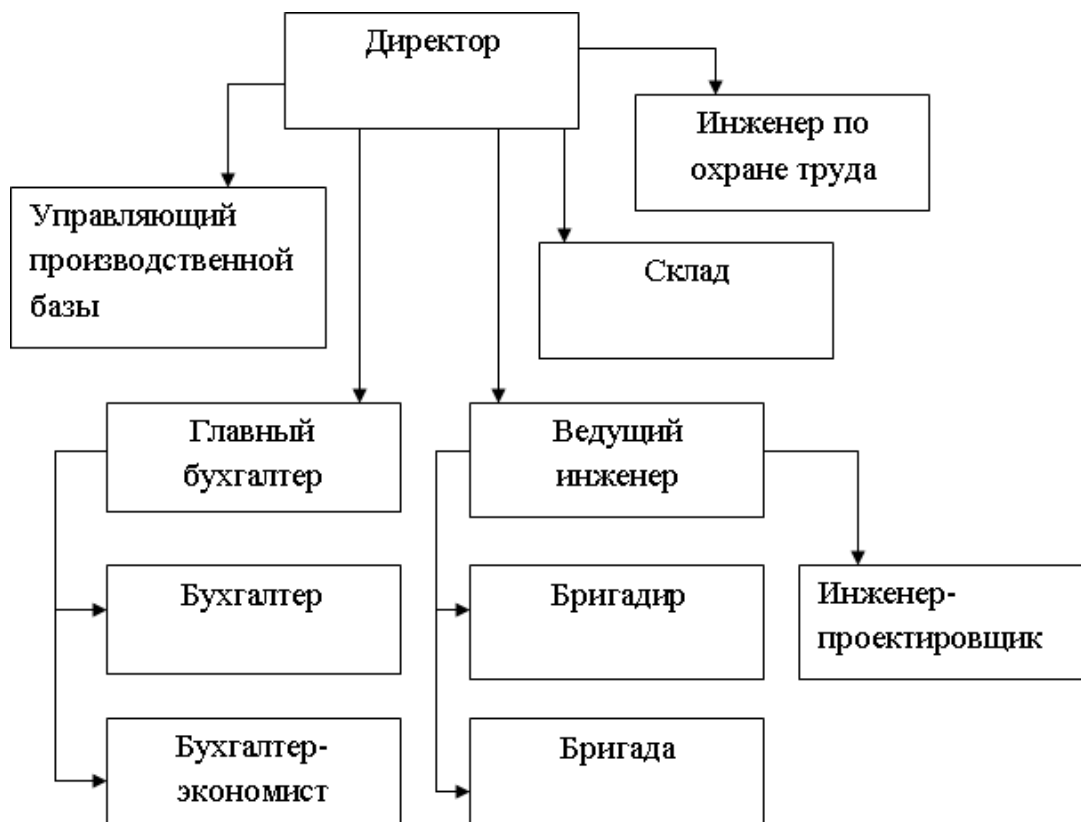 Директор
Инженер по
охране труда
Управляющий
производственной
базы
Склад
Главный
бухгалтер
Ведущий
инженер
Бухгалтер
Бригадир
Инженер-
проектировщик
Бухгалтер-
экономист
Бригада